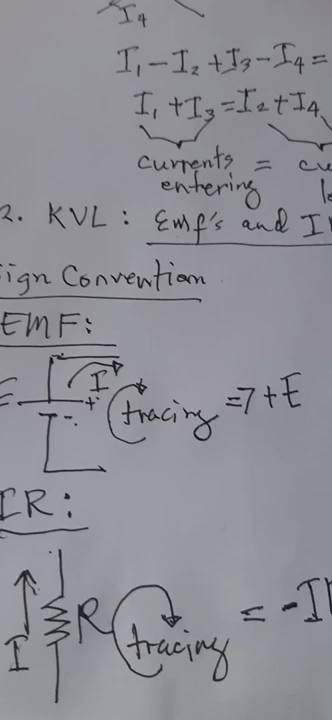 I4
I1 - I2 + I3 - I4 =
I1 + I3 = I2 + I4
currents =
entering
2. KVL: Emf's and
ign Convention
EMF:
I
+
-
tracing => + E
IR:
I R tracing = - I